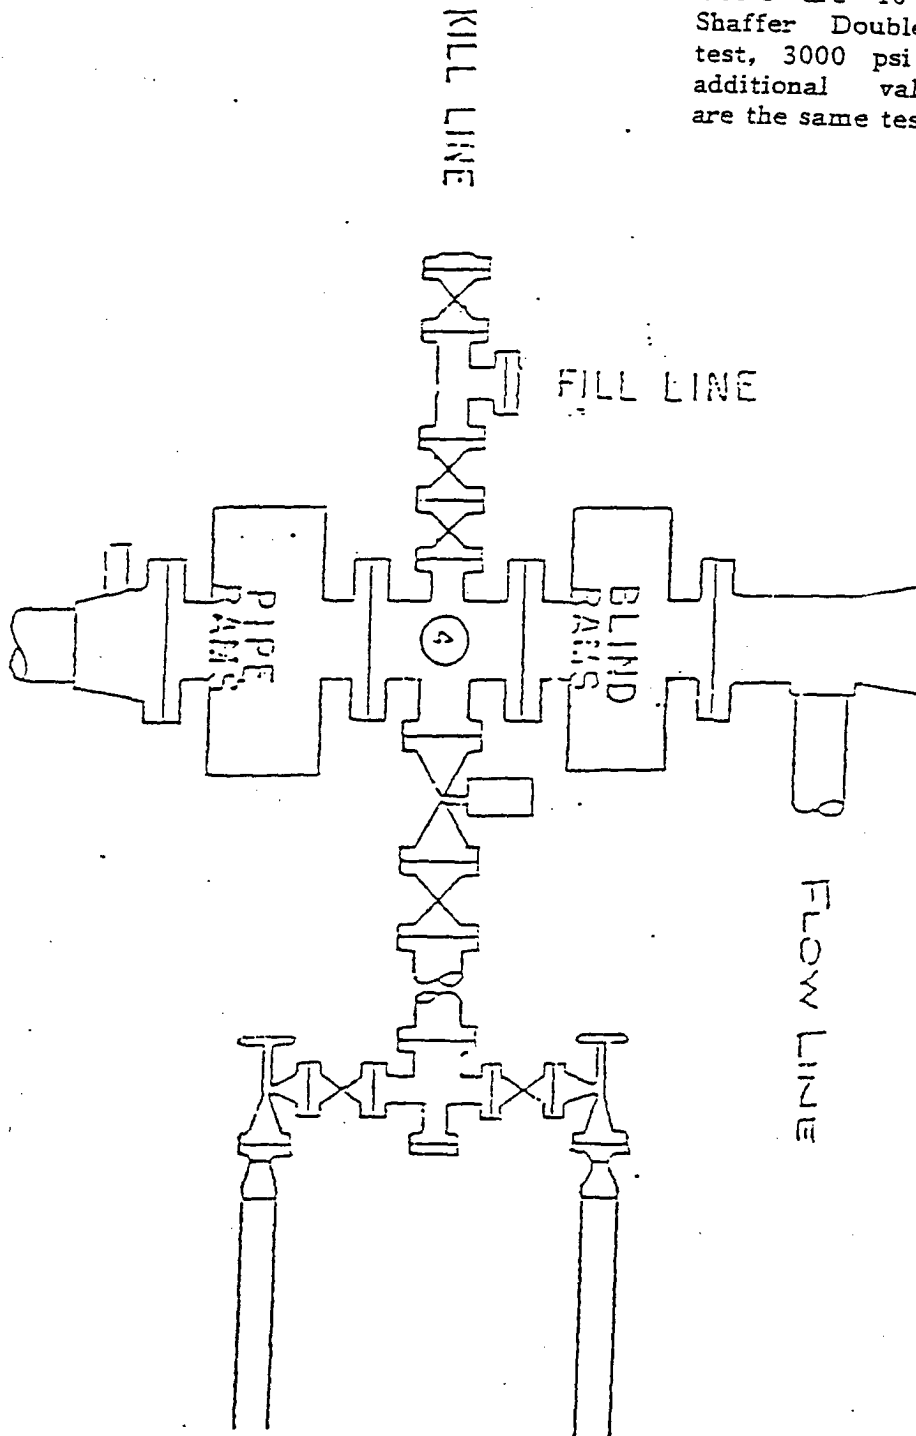 Shaffer Double
test, 3000 psi
additional
are the same
KILL LINE
FILL LINE
BLIND
RAMS
PIPE
RAMS
4
FLOW LINE